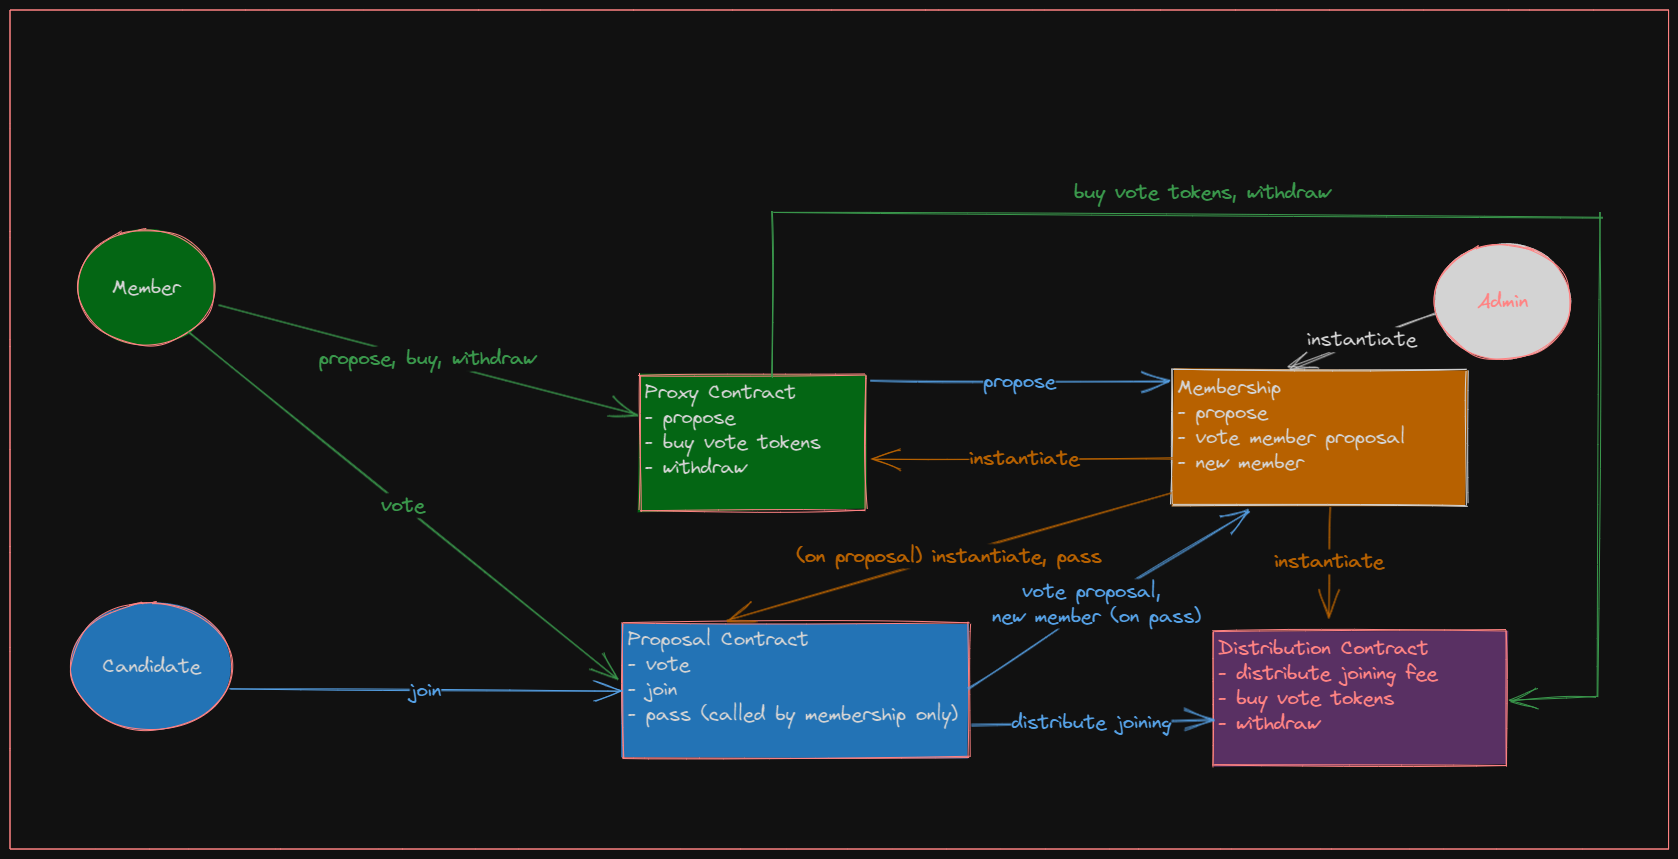 buy vote tokens, withdraw
Member
Admin
instantiate
propose, buy, withdraw
Proxy Contract
- propose
- buy vote tokens
- withdraw
propose
Membership
- propose
- vote member proposal
- new member
instantiate
vote
(on proposal) instantiate, pass
instantiate
vote proposal,
new member (on pass)
Candidate
join
Proposal Contract
- vote
- join
- pass (called by membership only)
distribute joining
Distribution Contract
- distribute joining fee
- buy vote tokens
- withdraw